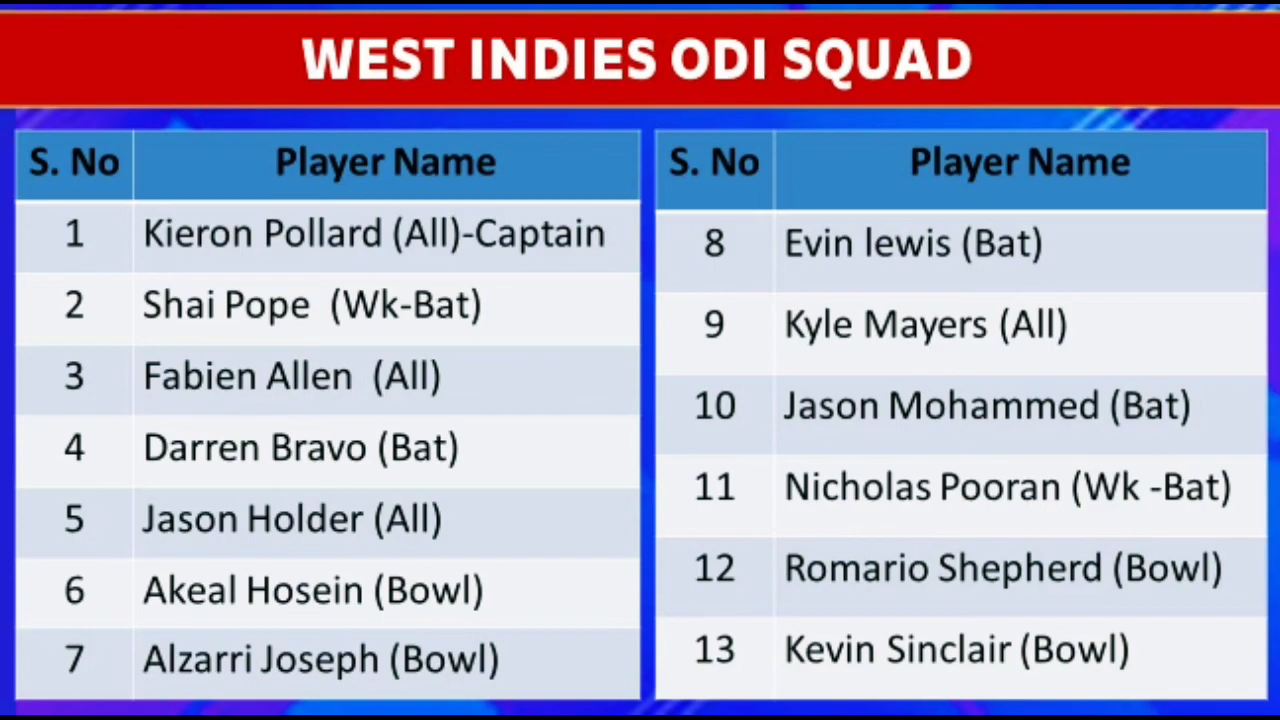 WEST INDIES ODI SQUAD
S. No Player Name
1 Kieron Pollard (All)-Captain
2 Shai Pope (Wk-Bat)
3 Fabien Allen (All)
4 Darren Bravo (Bat)
5 Jason Holder (All)
6 Akeal Hosein (Bowl)
7 Alzarri Joseph (Bowl)
S. No Player Name
8 Evin lewis (Bat)
9 Kyle Mayers (All)
10 Jason Mohammed (Bat)
11 Nicholas Pooran (Wk -Bat)
12 Romario Shepherd (Bowl)
13 Kevin Sinclair (Bowl)